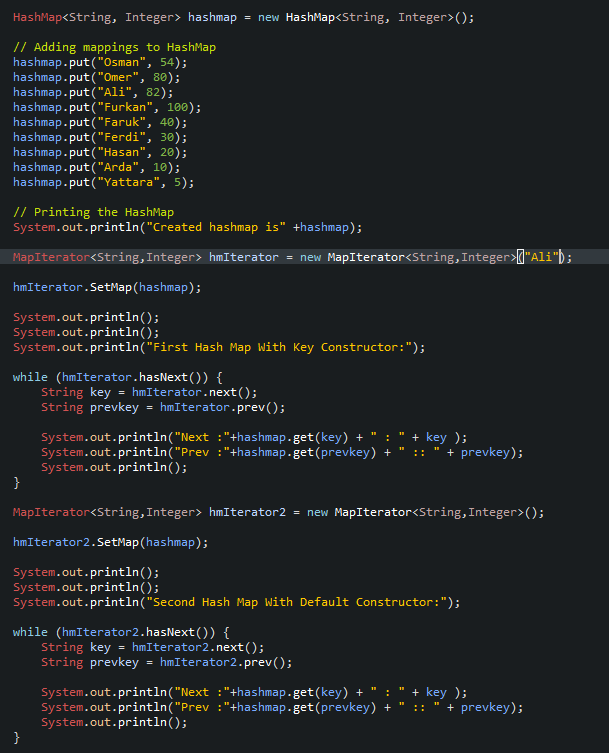 HashMap<String, Integer> hashmap = new HashMap<String, Integer>();
// Adding mappings to HashMap
hashmap.put("Osman", 54);
hashmap.put("Omer", 80);
hashmap.put("Ali", 82);
hashmap.put("Furkan", 100);
hashmap.put("Faruk", 40);
hashmap.put("Ferdi", 30);
hashmap.put("Hasan", 20);
hashmap.put("Arda", 10);
hashmap.put("Yattara", 5);
// Printing the HashMap
System.out.println("Created hashmap is" +hashmap);
MapIterator<String,Integer> hmIterator = new MapIterator<String,Integer>("Ali");
hmIterator.SetMap(hashmap);
System.out.println();
System.out.println();
System.out.println("First Hash Map With Key Constructor:");
while (hmIterator.hasNext()) {
    String key = hmIterator.next();
    String prevkey = hmIterator.prev();
    System.out.println("Next :"+hashmap.get(key) + " : " + key );
    System.out.println("Prev :"+hashmap.get(prevkey) + " :: " + prevkey);
    System.out.println();
}
MapIterator<String,Integer> hmIterator2 = new MapIterator<String,Integer>();
hmIterator2.SetMap(hashmap);
System.out.println();
System.out.println();
System.out.println("Second Hash Map With Default Constructor:");
while (hmIterator2.hasNext()) {
    String key = hmIterator2.next();
    String prevkey = hmIterator2.prev();
    System.out.println("Next :"+hashmap.get(key) + " : " + key );
    System.out.println("Prev :"+hashmap.get(prevkey) + " :: " + prevkey);
    System.out.println();
}